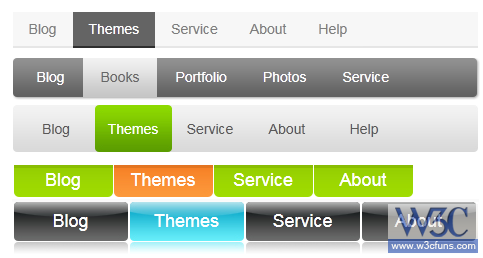 Blog Themes Service About Help
Blog Books Portfolio Photos Service
Blog Themes Service About Help
Blog Themes Service About
Blog Themes Service About
W3C
www.w3cfuns.com